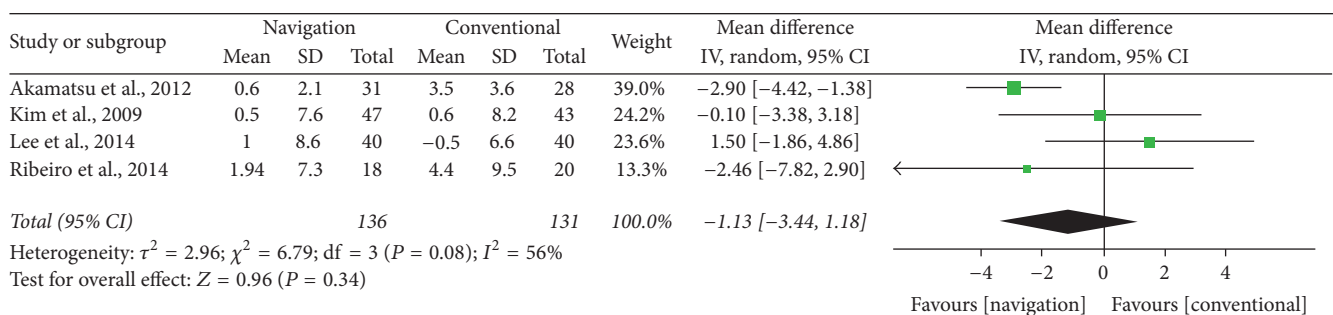 Study or subgroup Navigation Conventional Weight Mean difference Mean difference
Mean SD Total Mean SD Total IV, random, 95% CI IV, random, 95% CI
Akamatsu et al., 2012 0.6 2.1 31 3.5 3.6 28 39.0% −2.90 [−4.42, −1.38]
Kim et al., 2009 0.5 7.6 47 0.6 8.2 43 24.2% −0.10 [−3.38, 3.18]
Lee et al., 2014 1 8.6 40 −0.5 6.6 40 23.6% 1.50 [−1.86, 4.86]
Ribeiro et al., 2014 1.94 7.3 18 4.4 9.5 20 13.3% −2.46 [−7.82, 2.90]
Total (95% CI) 136 131 100.0% −1.13 [−3.44, 1.18]
Heterogeneity: τ² = 2.96; χ² = 6.79; df = 3 (P = 0.08); I² = 56%
Test for overall effect: Z = 0.96 (P = 0.34)
−4 −2 0 2 4
Favours [navigation] Favours [conventional]